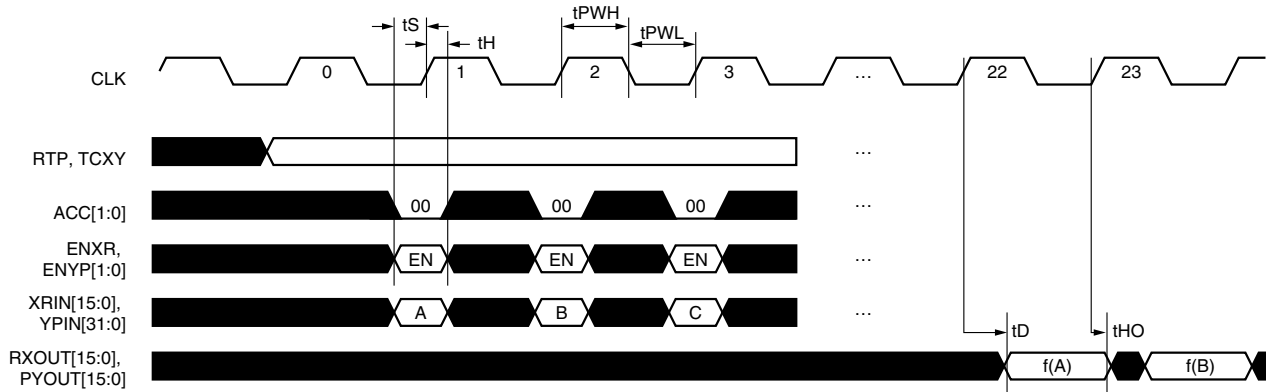 tS tPWH tPWL
tH
CLK 0 1 2 3 ... 22 23
RTP, TCXY ...
ACC[1:0] 00 00 00 ...
ENXR,
ENYP[1:0] EN EN EN ...
XRIN[15:0],
YPIN[31:0] A B C ...
tD tHO
RXOUT[15:0],
PYOUT[15:0] f(A) f(B)